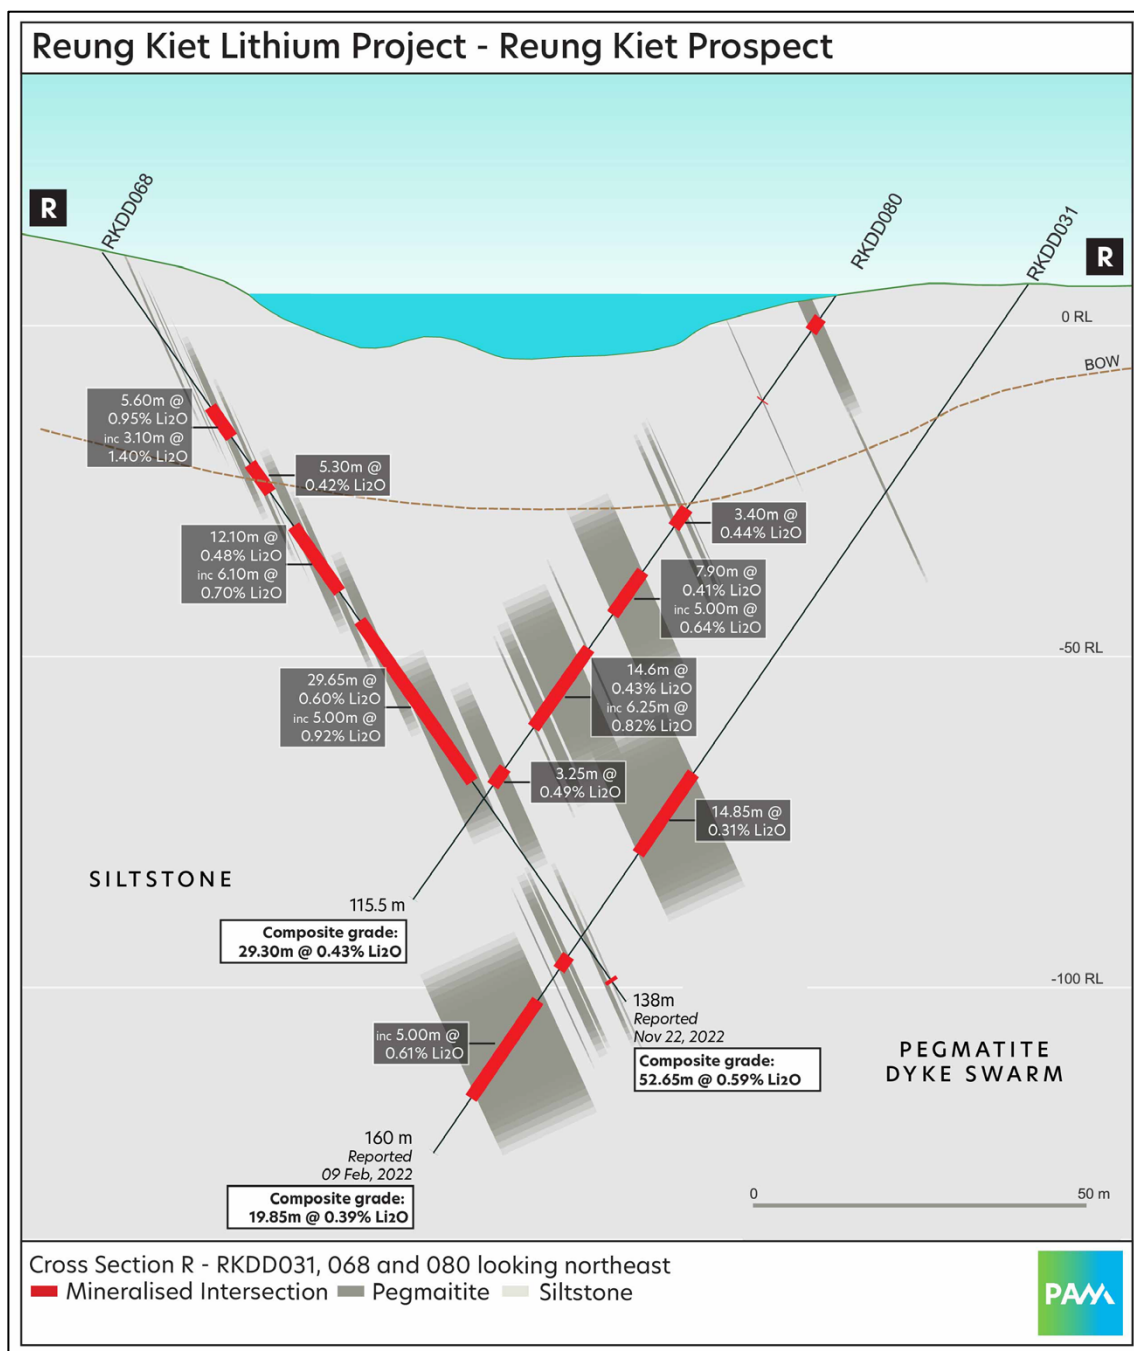 Reung Kiet Lithium Project - Reung Kiet Prospect
R
RKDD068
RKDD080
RKDD031
R
0 RL
BOW
5.60m @
0.95% Li2O
inc 3.10m @
1.40% Li2O
5.30m @
0.42% Li2O
12.10m @
0.48% Li2O
inc 6.10m @
0.70% Li2O
3.40m @
0.44% Li2O
7.90m @
0.41% Li2O
inc 5.00m @
0.64% Li2O
-50 RL
29.65m @
0.60% Li2O
inc 5.00m @
0.92% Li2O
14.6m @
0.43% Li2O
inc 6.25m @
0.82% Li2O
3.25m @
0.49% Li2O
14.85m @
0.31% Li2O
SILTSTONE
115.5 m
Composite grade:
29.30m @ 0.43% Li2O
-100 RL
138m
Reported
Nov 22, 2022
Composite grade:
52.65m @ 0.59% Li2O
inc 5.00m @
0.61% Li2O
PEGMATITE
DYKE SWARM
160 m
Reported
09 Feb, 2022
Composite grade:
19.85m @ 0.39% Li2O
0 50 m
Cross Section R - RKDD031, 068 and 080 looking northeast
Mineralised Intersection Pegmaitite Siltstone
PAM